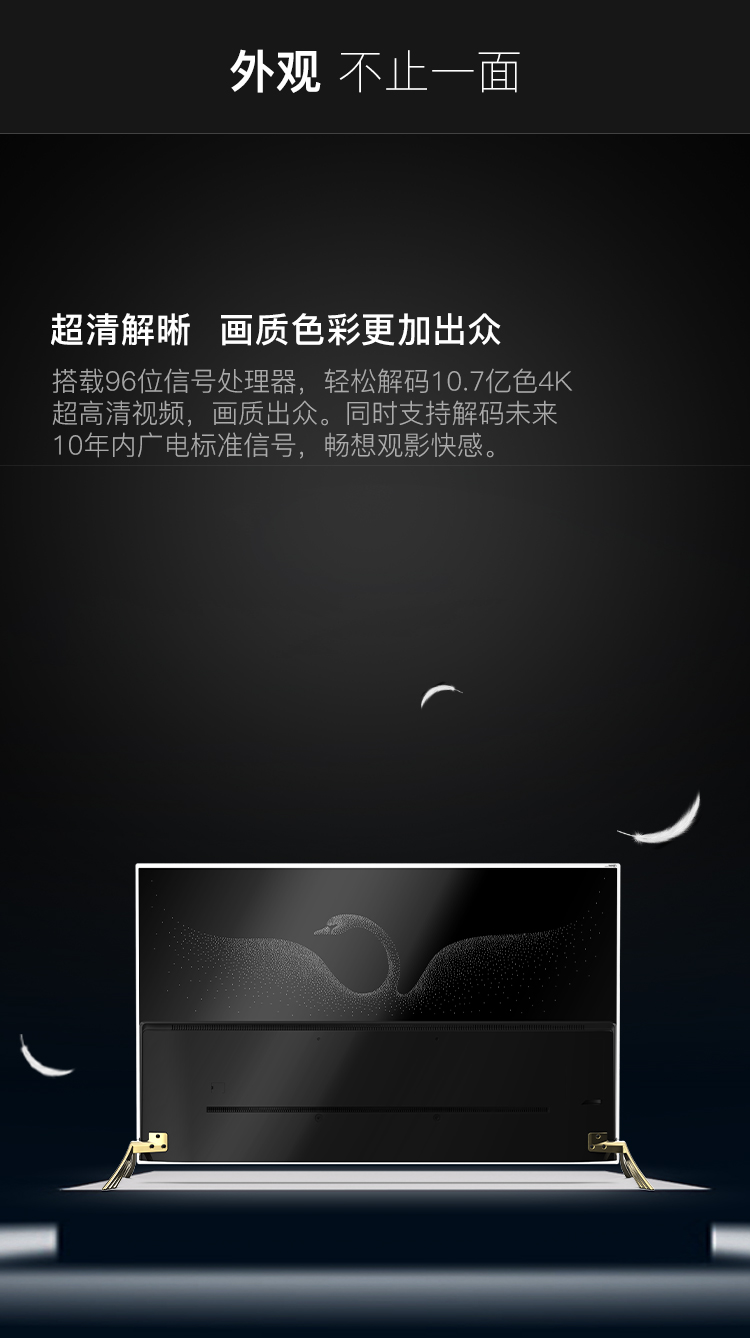 外观 不止一面
超清解晰 画质色彩更加出众
搭载96位信号处理器，轻松解码10.7亿色4K
超高清视频，画质出众。同时支持解码未来
10年内广电标准信号，畅想观影快感。